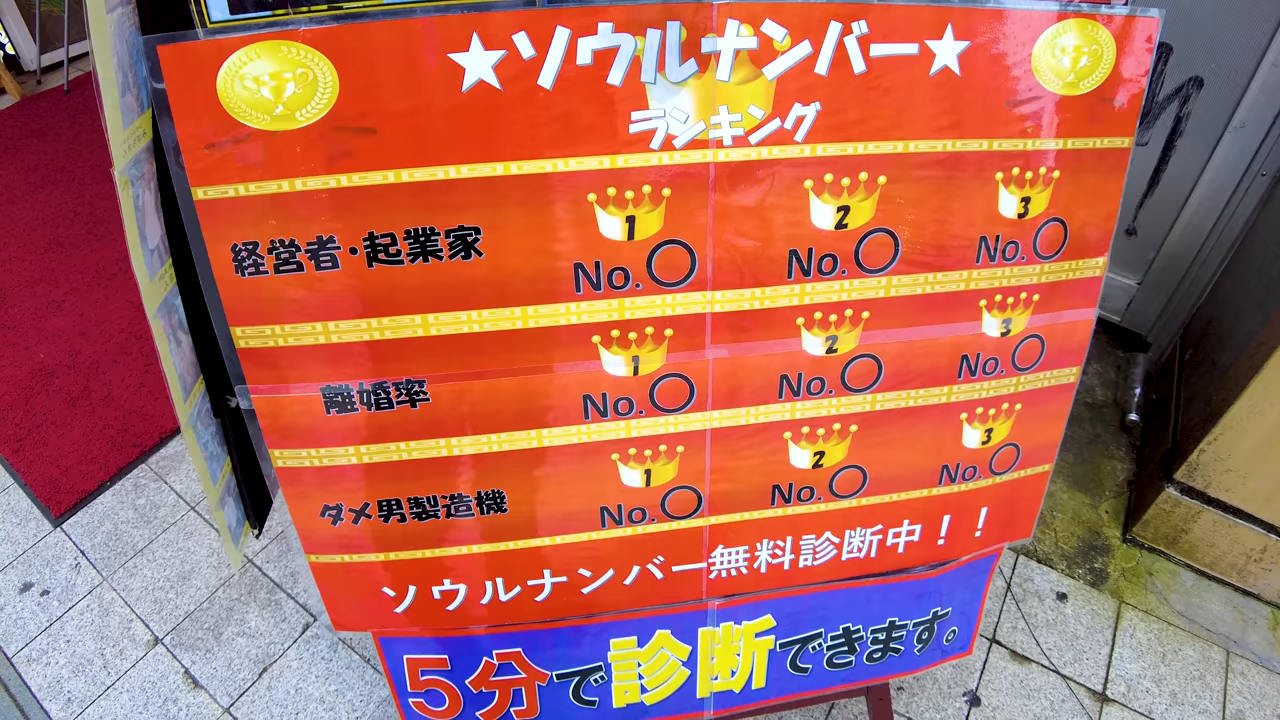 ★ソウルナンバー★
ランキング
1 2 3
経営者・起業家 No.○ No.○ No.○
1 2 3
離婚率 No.○ No.○ No.○
1 2 3
ダメ男製造機 No.○ No.○ No.○
ソウルナンバー無料診断中！！
5分で診断できます。